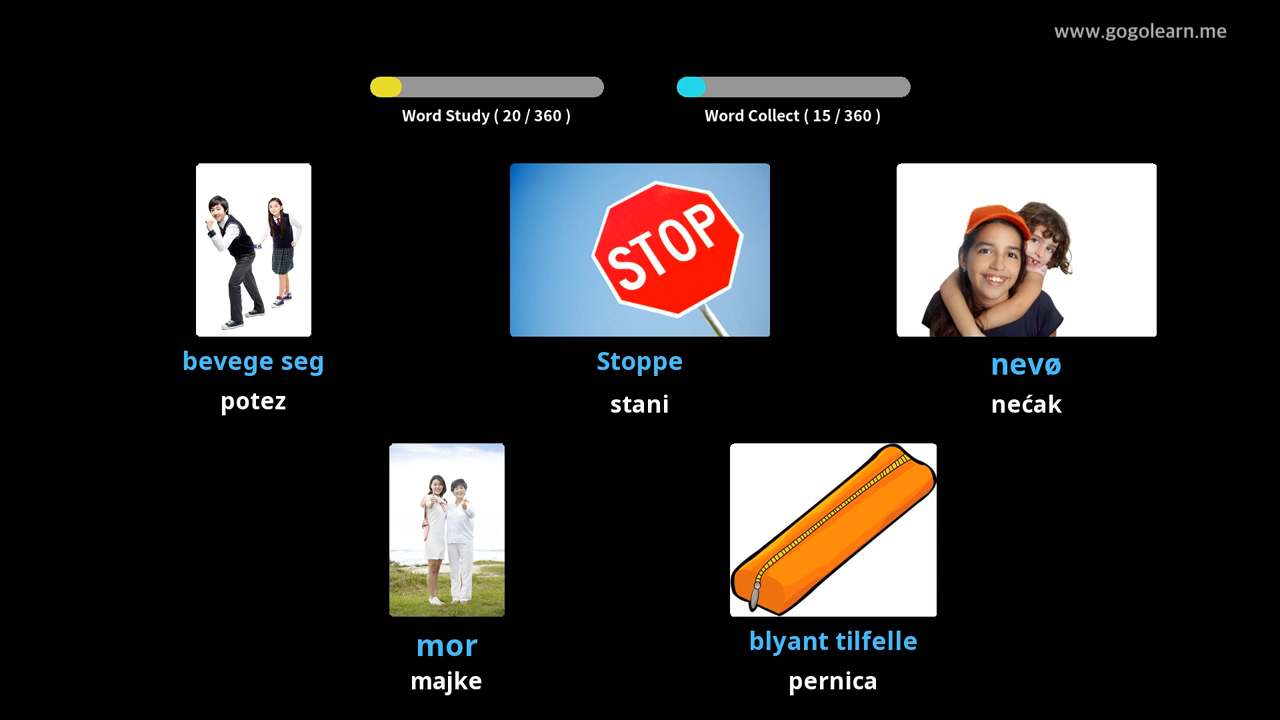 www.gogolearn.me
Word Study ( 20 / 360 )
Word Collect ( 15 / 360 )
STOP
bevege seg
potez
Stoppe
stani
nevø
nećak
mor
majke
blyant tilfelle
pernica